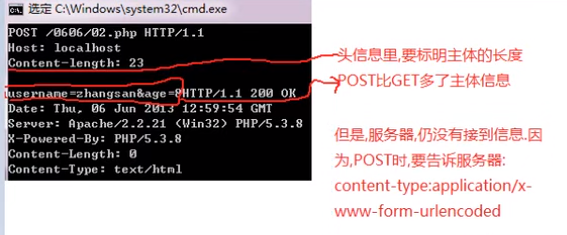 选定 C:\Windows\system32\cmd.exe
POST /0606/02.php HTTP/1.1
Host: localhost
Content-length: 23
username=zhangsan&age=8HTTP/1.1 200 OK
Date: Thu, 06 Jun 2013 12:59:54 GMT
Server: Apache/2.2.21 (Win32) PHP/5.3.8
X-Powered-By: PHP/5.3.8
Content-Length: 0
Content-Type: text/html
头信息里,要标明主体的长度
POST比GET多了主体信息
但是,服务器,仍没有接到信息.因
为,POST时,要告诉服务器:
content-type:application/x-
www-form-urlencoded